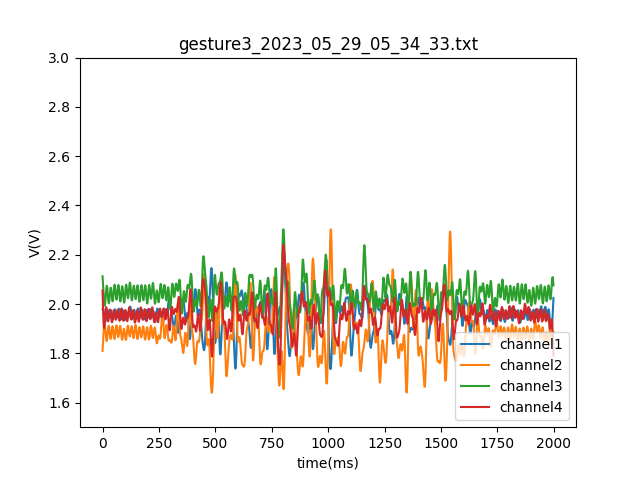 gesture3_2023_05_29_05_34_33.txt
3.0
2.8
2.6
2.4
2.2
2.0
1.8
1.6
V(V)
channel1
channel2
channel3
channel4
0 250 500 750 1000 1250 1500 1750 2000
time(ms)